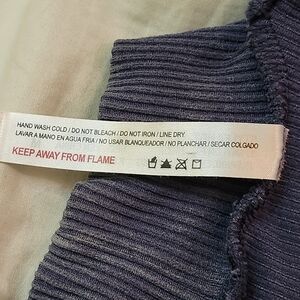 HAND WASH COLD / DO NOT BLEACH / DO NOT IRON / LINE DRY
LAVAR A MANO EN AGUA FRIA / NO USAR BLANQUEADOR / NO PLANCHAR / SECAR COLGADO
KEEP AWAY FROM FLAME